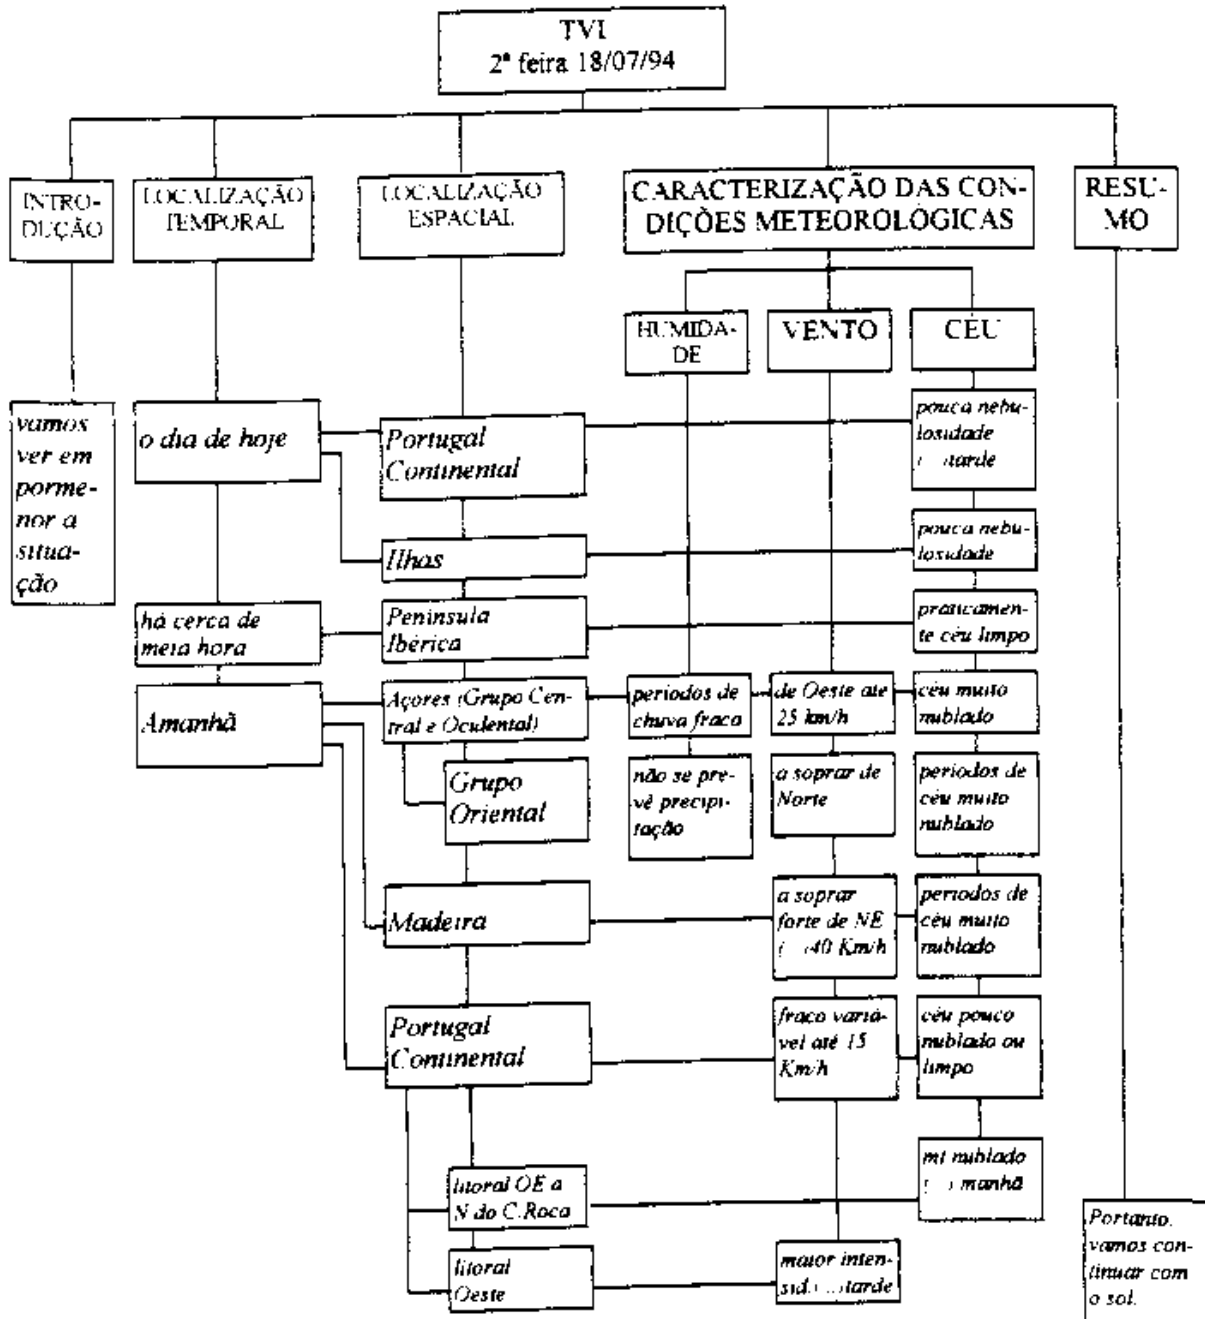 TVI
2ª feira 18/07/94
INTRO-
DUÇÃO
LOCALIZAÇÃO
TEMPORAL
LOCALIZAÇÃO
ESPACIAL
CARACTERIZAÇÃO DAS CON-
DIÇÕES METEOROLÓGICAS
RESU-
MO
HUMIDA-
DE
VENTO
CÉU
vamos
ver em
porme-
nor a
situa-
ção
o dia de hoje
Portugal
Continental
pouca nebu-
losidade
(...)tarde
Ilhas
pouca nebu-
losidade
há cerca de
meia hora
Península
Ibérica
praticamen-
te céu limpo
Amanhã
Açores (Grupo Cen-
tral e Ocidental)
períodos de
chuva fraca
de Oeste até
25 km/h
céu muito
nublado
Grupo
Oriental
não se pre-
vê precipi-
tação
a soprar de
Norte
períodos de
céu muito
nublado
Madeira
a soprar
forte de NE
(...)40 Km/h
períodos de
céu muito
nublado
Portugal
Continental
fraco variá-
vel até 15
Km/h
céu pouco
nublado ou
limpo
litoral OE a
N do C.Roca
mt nublado
(...) manhã
litoral
Oeste
maior inten-
sid.(...)tarde
Portanto,
vamos con-
tinuar com
o sol.